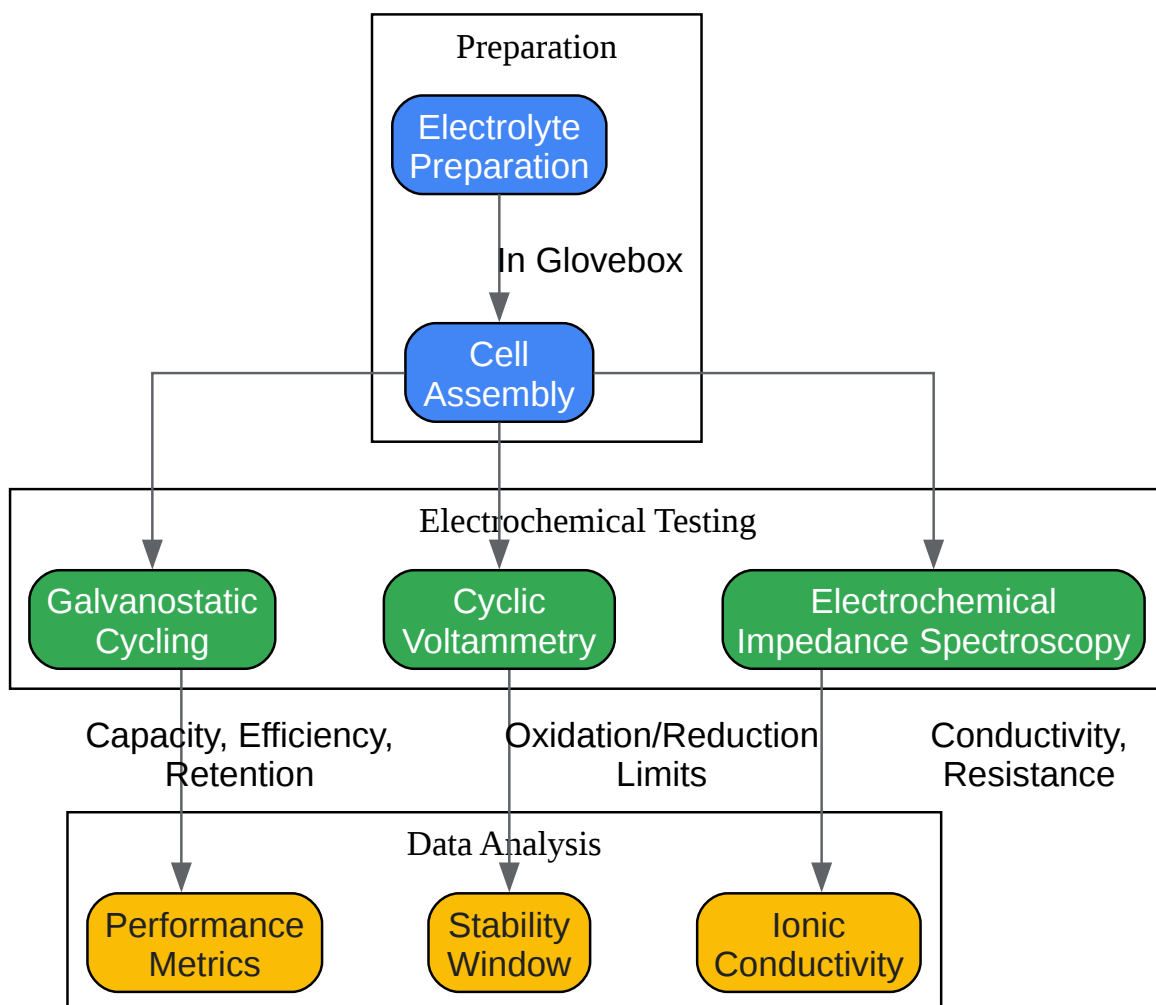 Preparation
Electrolyte
Preparation
In Glovebox
Cell
Assembly
Electrochemical Testing
Galvanostatic
Cycling
Cyclic
Voltammetry
Electrochemical
Impedance Spectroscopy
Capacity, Efficiency,
Retention
Oxidation/Reduction
Limits
Conductivity,
Resistance
Data Analysis
Performance
Metrics
Stability
Window
Ionic
Conductivity